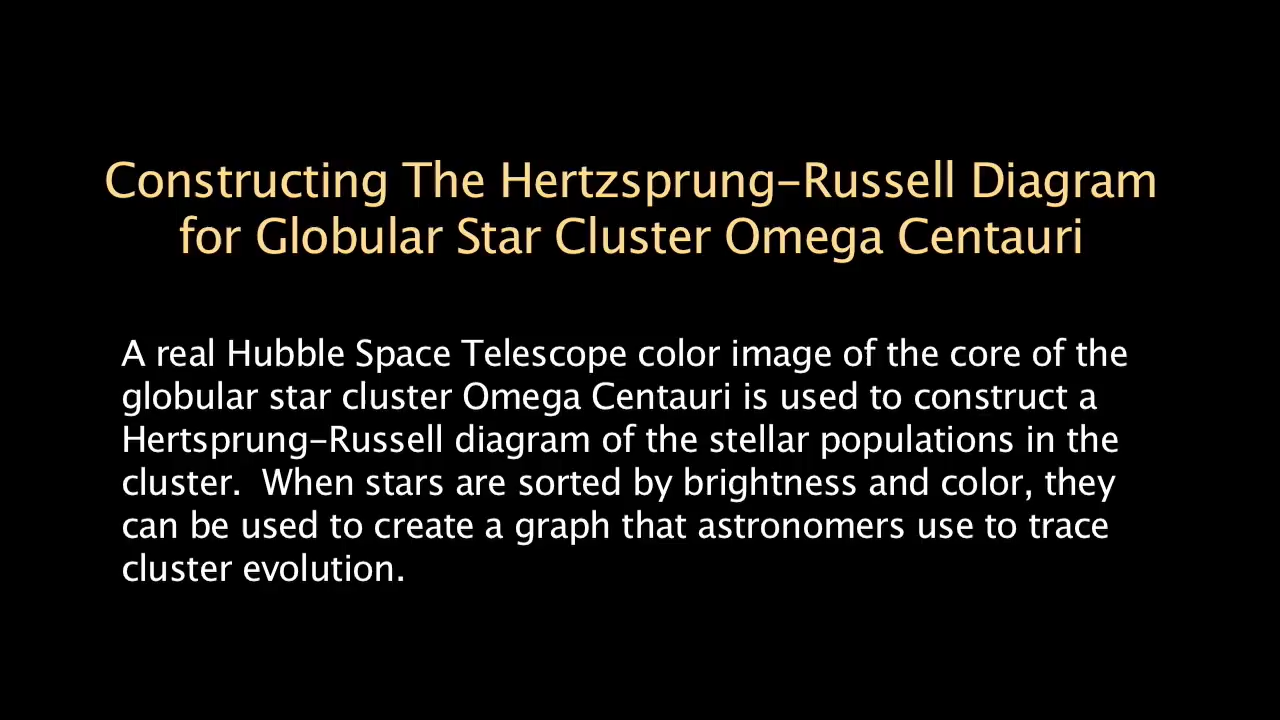 Constructing The Hertzsprung-Russell Diagram
for Globular Star Cluster Omega Centauri
A real Hubble Space Telescope color image of the core of the
globular star cluster Omega Centauri is used to construct a
Hertsprung-Russell diagram of the stellar populations in the
cluster.  When stars are sorted by brightness and color, they
can be used to create a graph that astronomers use to trace
cluster evolution.